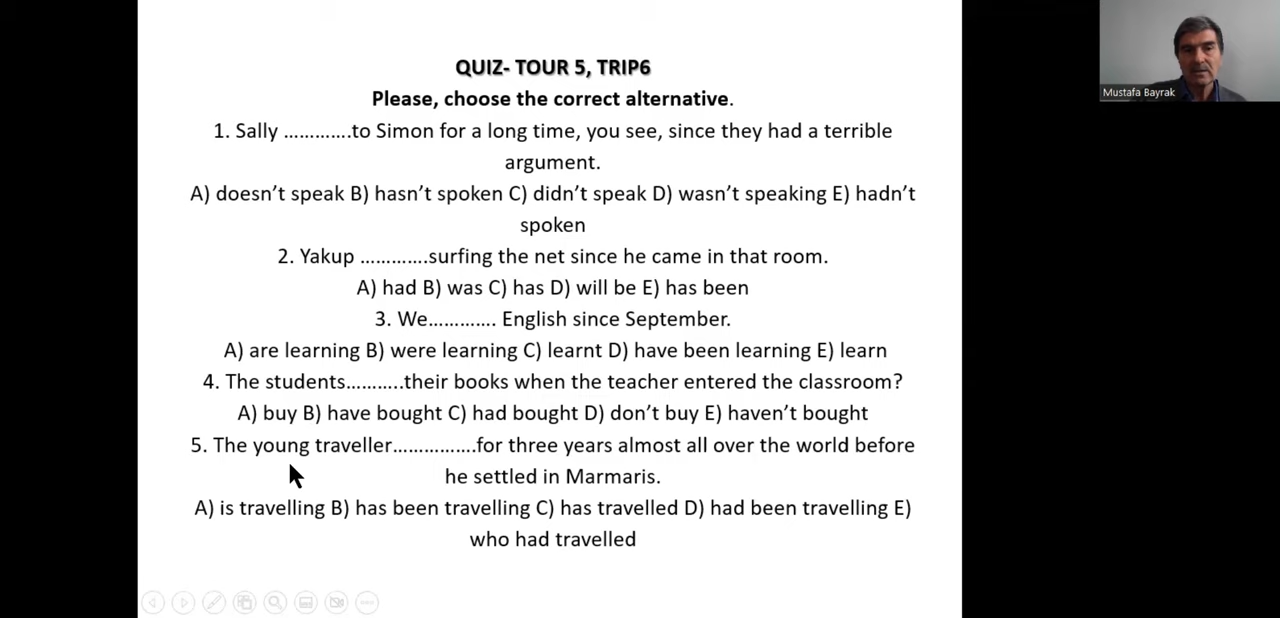 QUIZ- TOUR 5, TRIP6
Please, choose the correct alternative.
1. Sally ………….to Simon for a long time, you see, since they had a terrible
argument.
A) doesn’t speak B) hasn’t spoken C) didn’t speak D) wasn’t speaking E) hadn’t
spoken
2. Yakup ………….surfing the net since he came in that room.
A) had B) was C) has D) will be E) has been
3. We…………. English since September.
A) are learning B) were learning C) learnt D) have been learning E) learn
4. The students………..their books when the teacher entered the classroom?
A) buy B) have bought C) had bought D) don’t buy E) haven’t bought
5. The young traveller…………….for three years almost all over the world before
he settled in Marmaris.
A) is travelling B) has been travelling C) has travelled D) had been travelling E)
who had travelled
Mustafa Bayrak